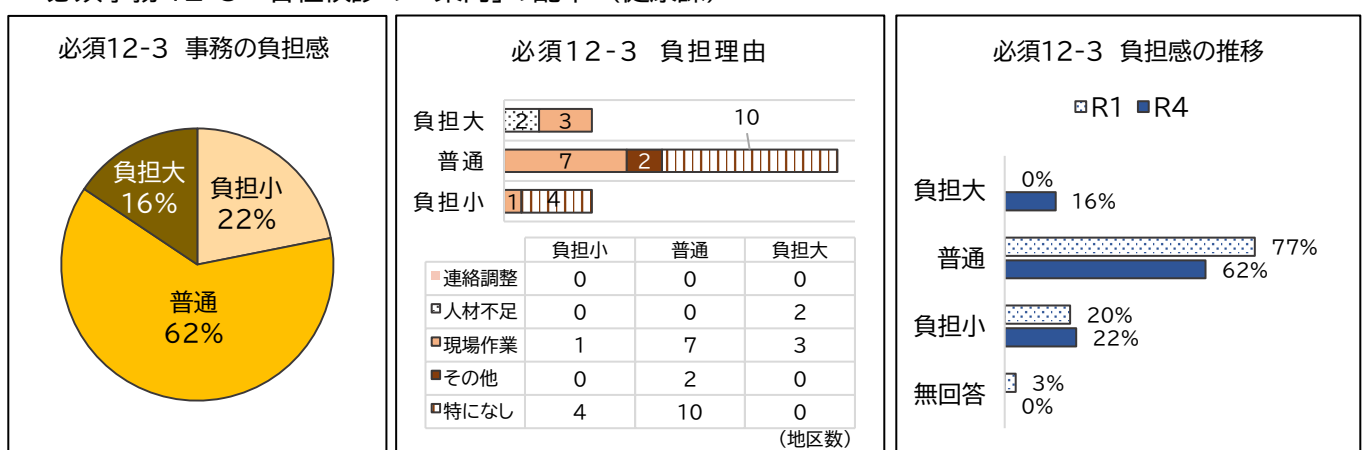 必須12-3 事務の負担感
負担大
16%
負担小
22%
普通
62%
必須12-3 負担理由
負担大 2 3
10
普通 7 2
負担小 1 4
負担小 普通 負担大
連絡調整 0 0 0
人材不足 0 0 2
現場作業 1 7 3
その他 0 2 0
特になし 4 10 0
(地区数)
必須12-3 負担感の推移
R1 R4
負担大 0%
16%
普通 77%
62%
負担小 20%
22%
無回答 3%
0%